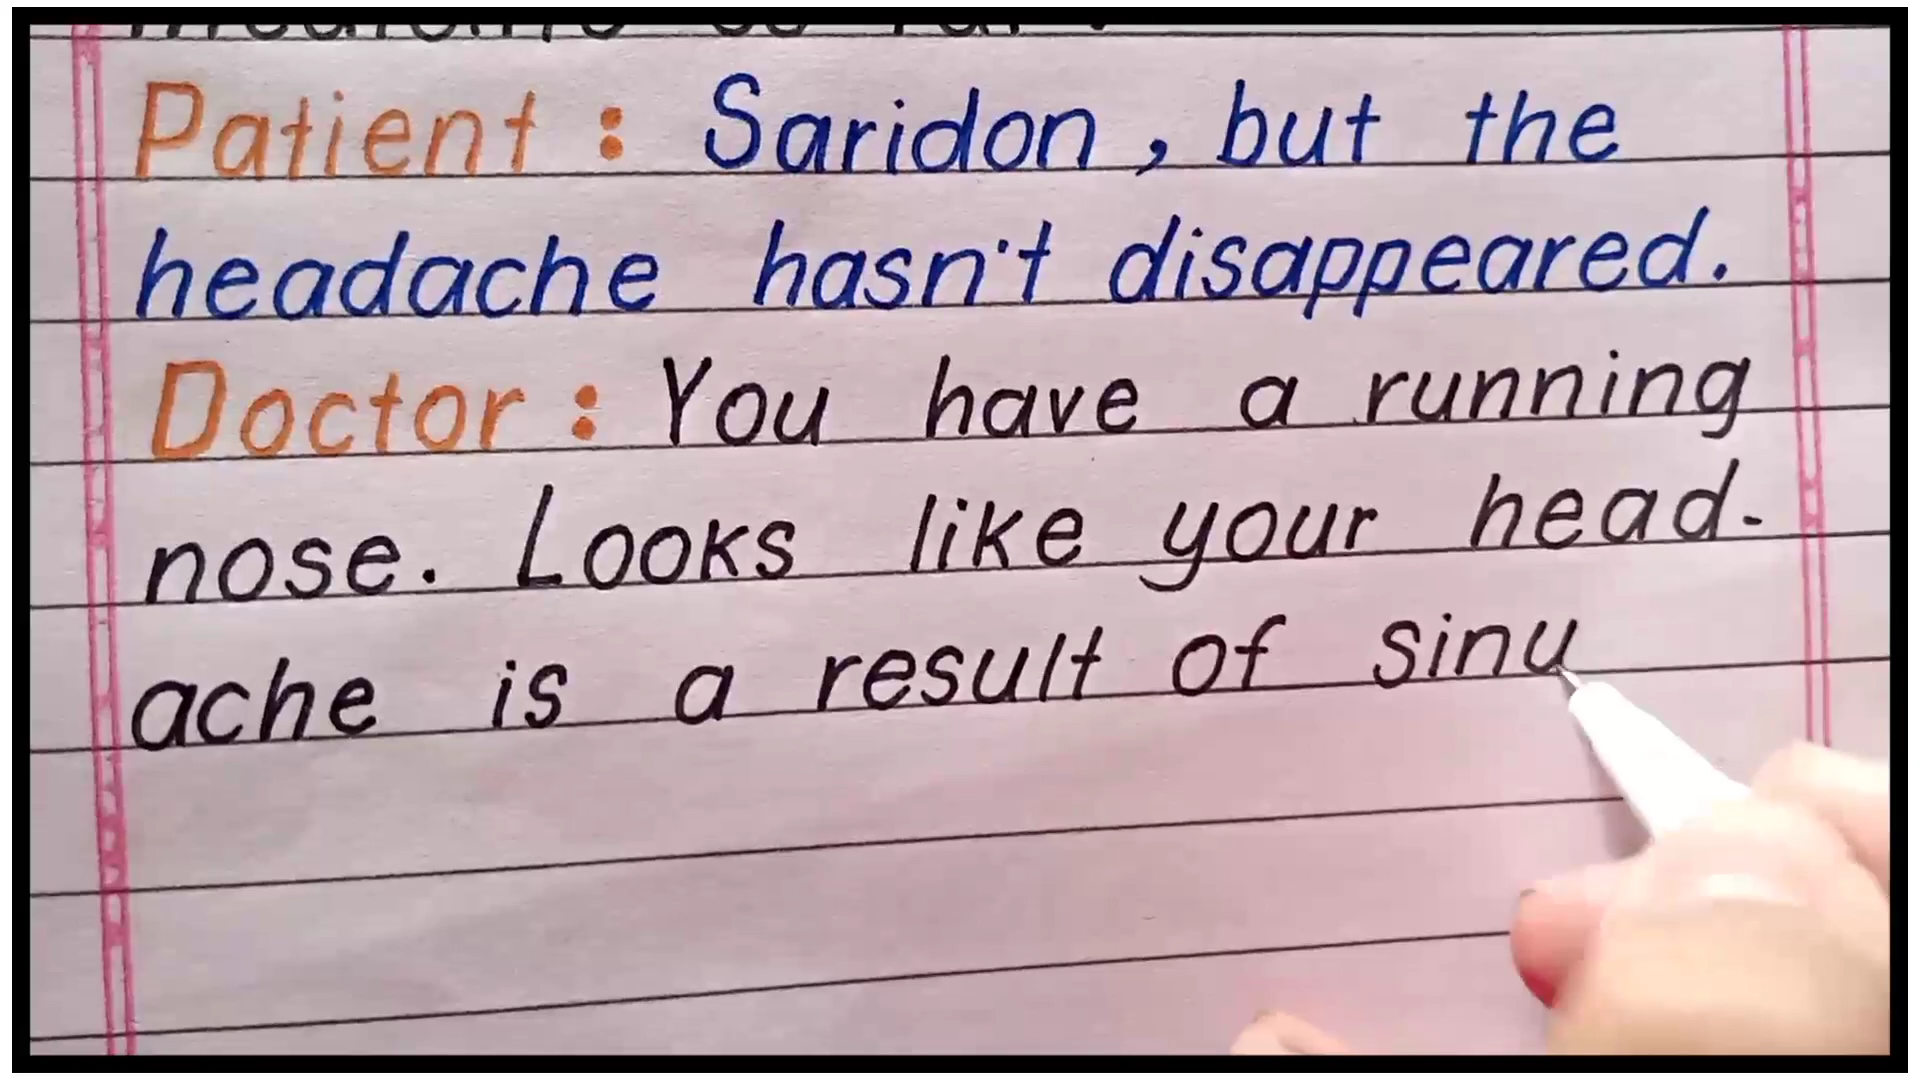 Patient : Saridon, but the
headache hasn't disappeared.
Doctor : You have a running
nose. Looks like your head-
ache is a result of sinu